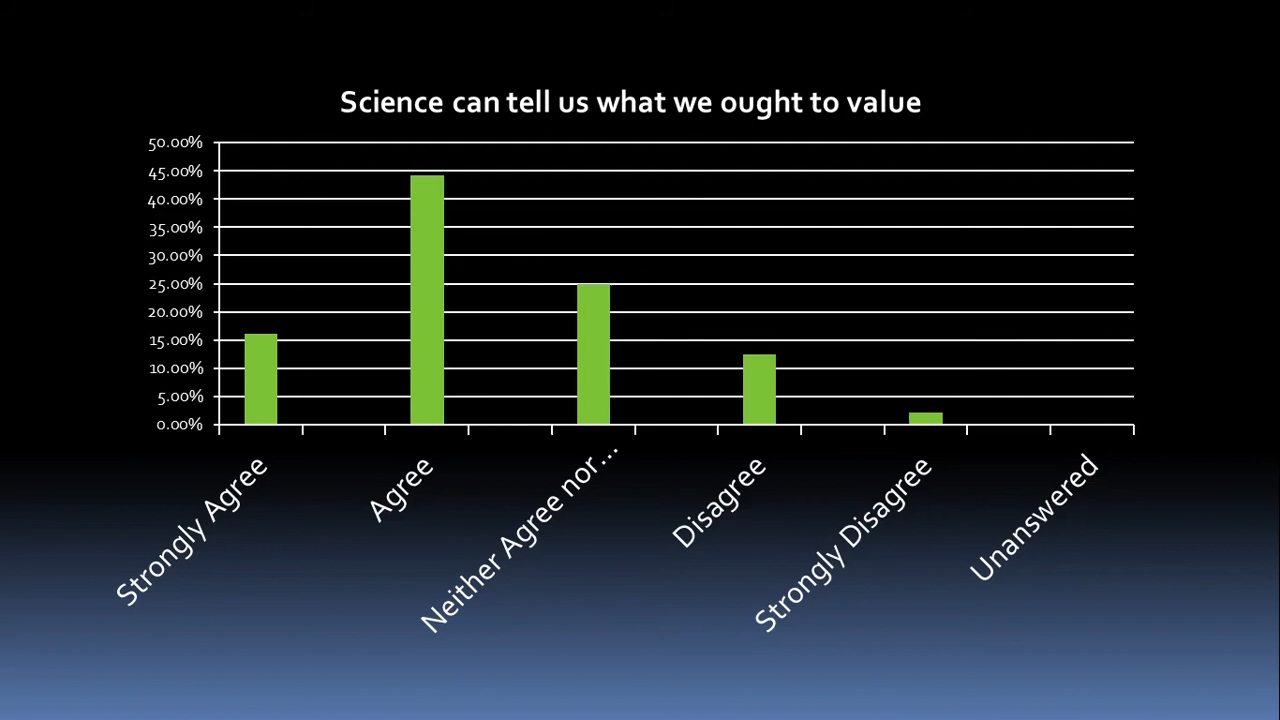 Science can tell us what we ought to value
50.00%
45.00%
40.00%
35.00%
30.00%
25.00%
20.00%
15.00%
10.00%
5.00%
0.00%
Strongly Agree
Agree
Neither Agree nor...
Disagree
Strongly Disagree
Unanswered